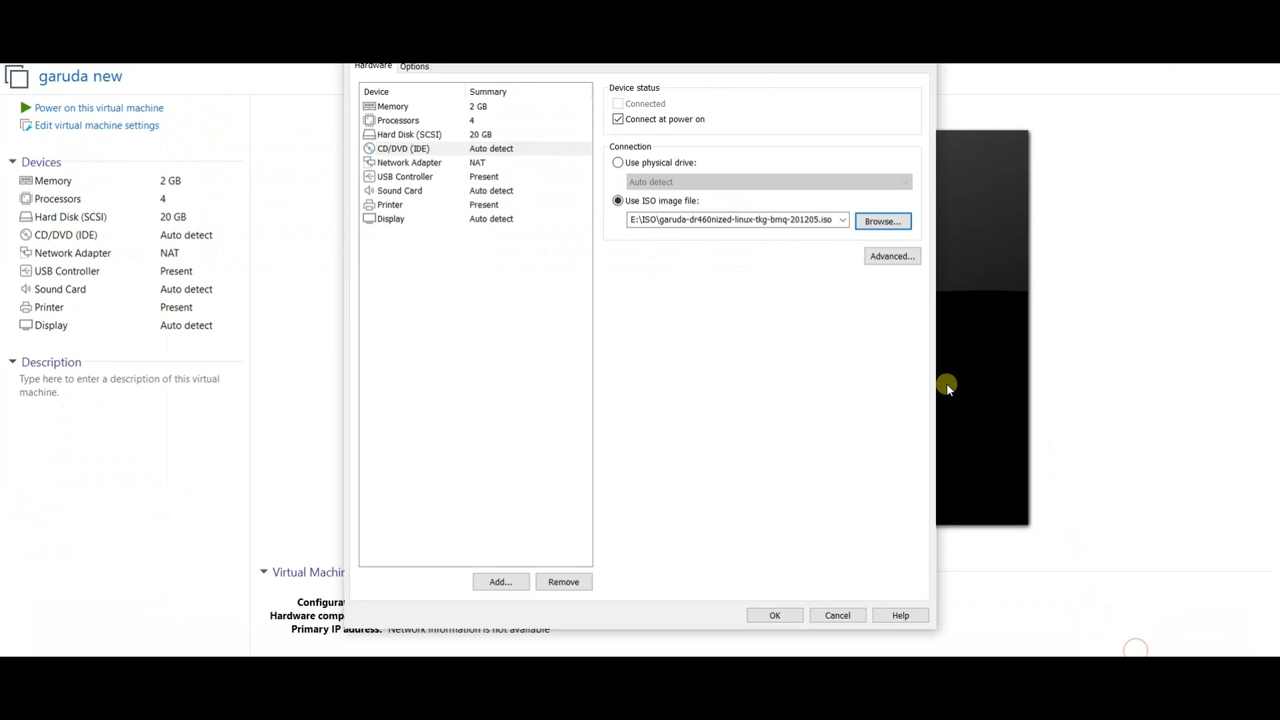 garuda new
Power on this virtual machine
Edit virtual machine settings
Devices
Memory 2 GB
Processors 4
Hard Disk (SCSI) 20 GB
CD/DVD (IDE) Auto detect
Network Adapter NAT
USB Controller Present
Sound Card Auto detect
Printer Present
Display Auto detect
Description
Type here to enter a description of this virtual
machine.
Hardware Options
Device Summary
Memory 2 GB
Processors 4
Hard Disk (SCSI) 20 GB
CD/DVD (IDE) Auto detect
Network Adapter NAT
USB Controller Present
Sound Card Auto detect
Printer Present
Display Auto detect
Add... Remove
Device status
Connected
Connect at power on
Connection
Use physical drive:
Auto detect
Use ISO image file:
E:\ISO\garuda-dr460nized-linux-tkg-bmq-201205.iso Browse...
Advanced...
OK Cancel Help
Virtual Machin
Configurat
Hardware comp
Primary IP address: Network information is not available